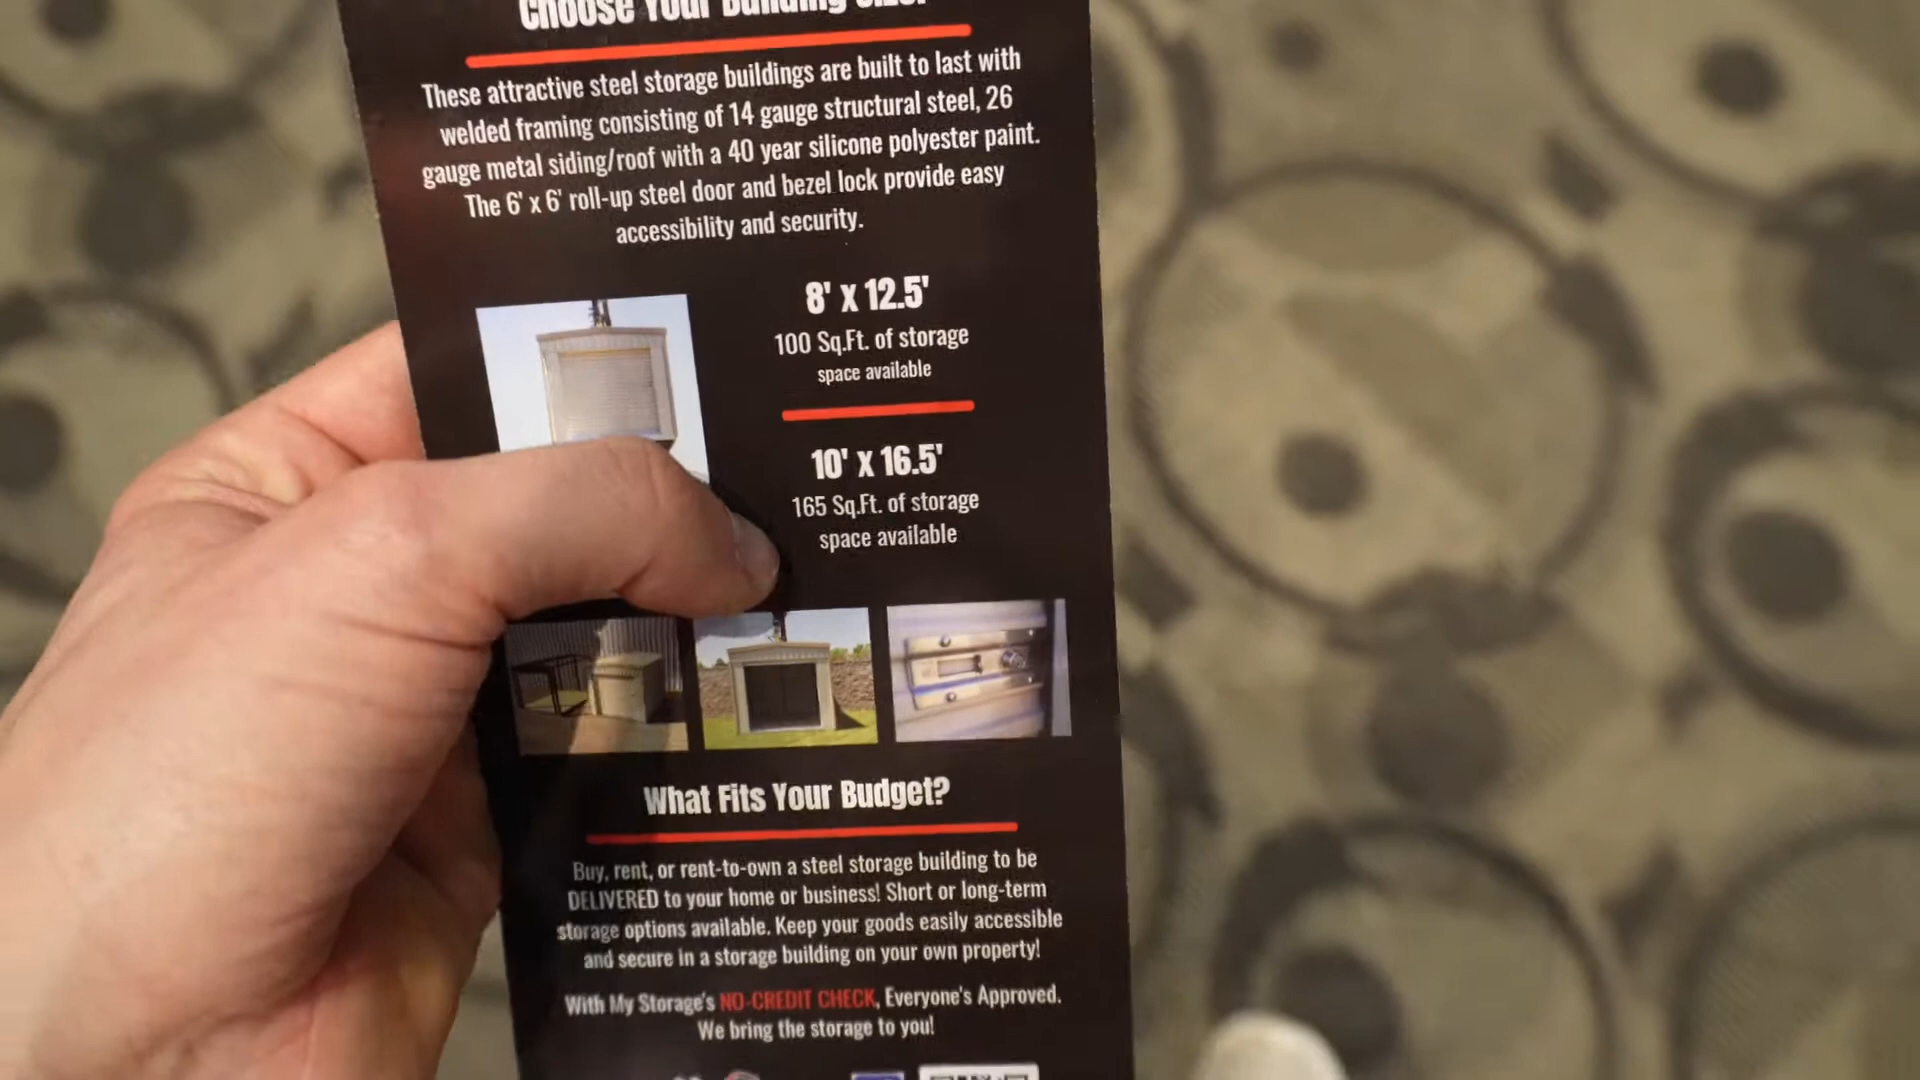 Choose Your Building Size!
These attractive steel storage buildings are built to last with
welded framing consisting of 14 gauge structural steel, 26
gauge metal siding/roof with a 40 year silicone polyester paint.
The 6' x 6' roll-up steel door and bezel lock provide easy
accessibility and security.
8' X 12.5'
100 Sq.Ft. of storage
space available
10' X 16.5'
165 Sq.Ft. of storage
space available
What Fits Your Budget?
Buy, rent, or rent-to-own a steel storage building to be
DELIVERED to your home or business! Short or long-term
storage options available. Keep your goods easily accessible
and secure in a storage building on your own property!
With My Storage's NO-CREDIT CHECK, Everyone's Approved.
We bring the storage to you!